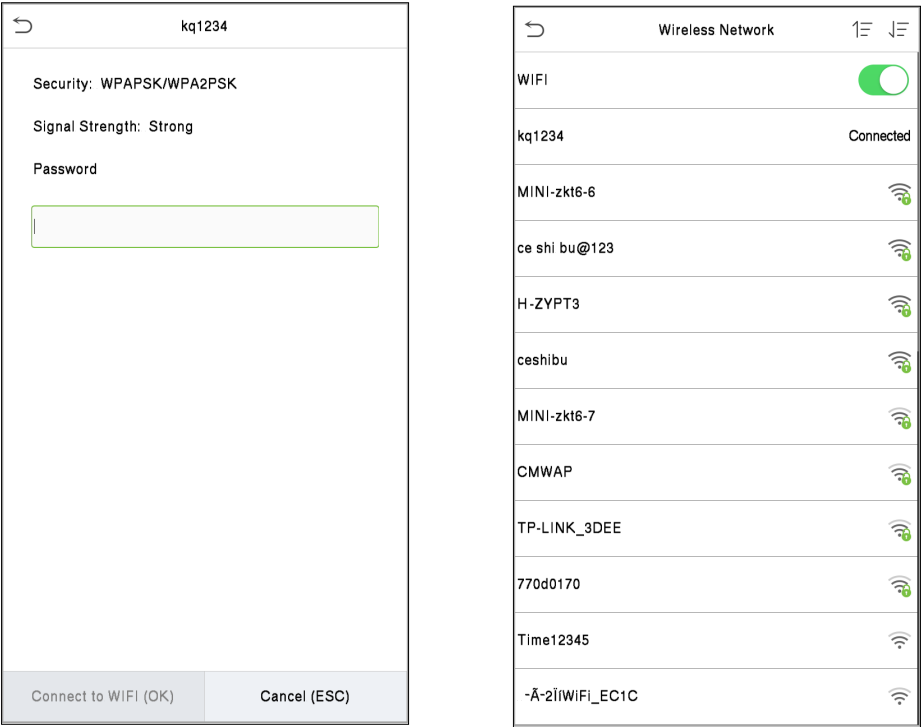 kq1234
Security: WPAPSK/WPA2PSK
Signal Strength: Strong
Password
Connect to WIFI (OK)
Cancel (ESC)
Wireless Network
WIFI
kq1234 Connected
MINI-zkt6-6
ce shi bu@123
H-ZYPT3
ceshibu
MINI-zkt6-7
CMWAP
TP-LINK_3DEE
770d0170
Time12345
-Ã-2ÏíWiFi_EC1C